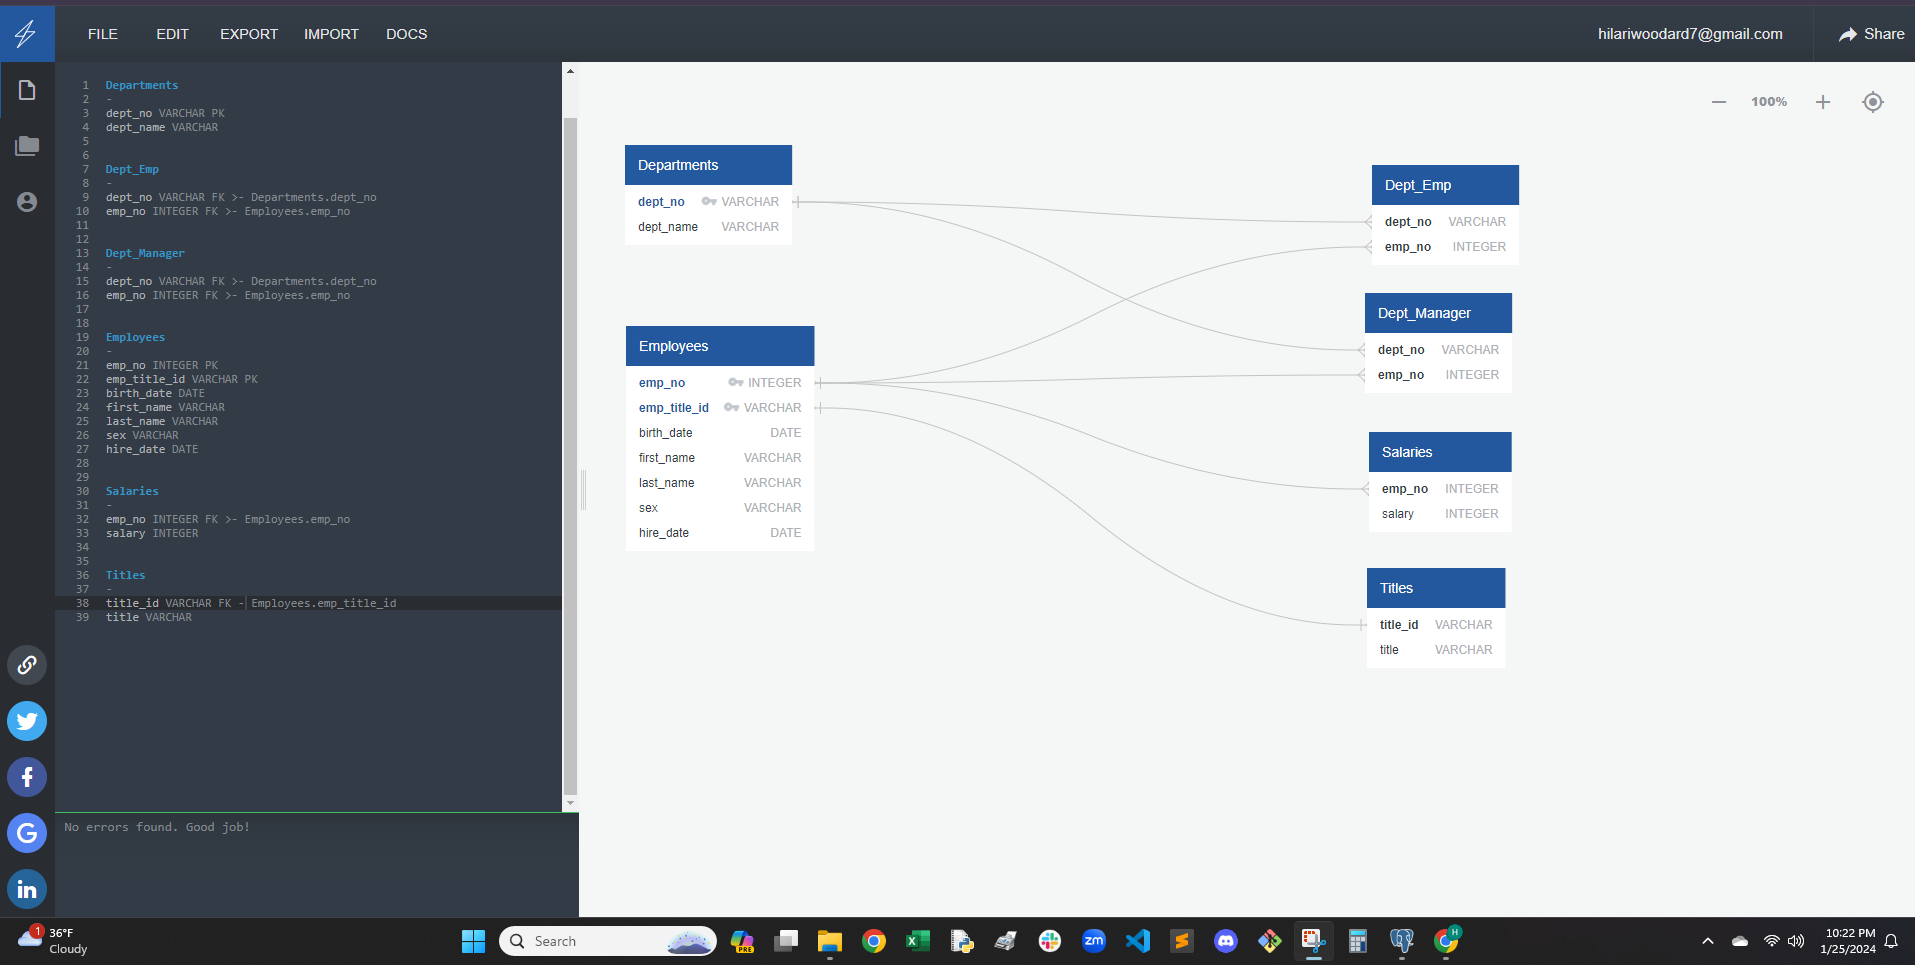 FILE EDIT EXPORT IMPORT DOCS hilariwoodard7@gmail.com Share
1 Departments
2 -
3 dept_no VARCHAR PK
4 dept_name VARCHAR
5
6
7 Dept_Emp
8 -
9 dept_no VARCHAR FK >- Departments.dept_no
10 emp_no INTEGER FK >- Employees.emp_no
11
12
13 Dept_Manager
14 -
15 dept_no VARCHAR FK >- Departments.dept_no
16 emp_no INTEGER FK >- Employees.emp_no
17
18
19 Employees
20 -
21 emp_no INTEGER PK
22 emp_title_id VARCHAR PK
23 birth_date DATE
24 first_name VARCHAR
25 last_name VARCHAR
26 sex VARCHAR
27 hire_date DATE
28
29
30 Salaries
31 -
32 emp_no INTEGER FK >- Employees.emp_no
33 salary INTEGER
34
35
36 Titles
37 -
38 title_id VARCHAR FK - Employees.emp_title_id
39 title VARCHAR
No errors found. Good job!
100%
Departments
dept_no VARCHAR
dept_name VARCHAR
Employees
emp_no INTEGER
emp_title_id VARCHAR
birth_date DATE
first_name VARCHAR
last_name VARCHAR
sex VARCHAR
hire_date DATE
Dept_Emp
dept_no VARCHAR
emp_no INTEGER
Dept_Manager
dept_no VARCHAR
emp_no INTEGER
Salaries
emp_no INTEGER
salary INTEGER
Titles
title_id VARCHAR
title VARCHAR
1
36°F
Cloudy
Search
PRE
zm
H
10:22 PM
1/25/2024